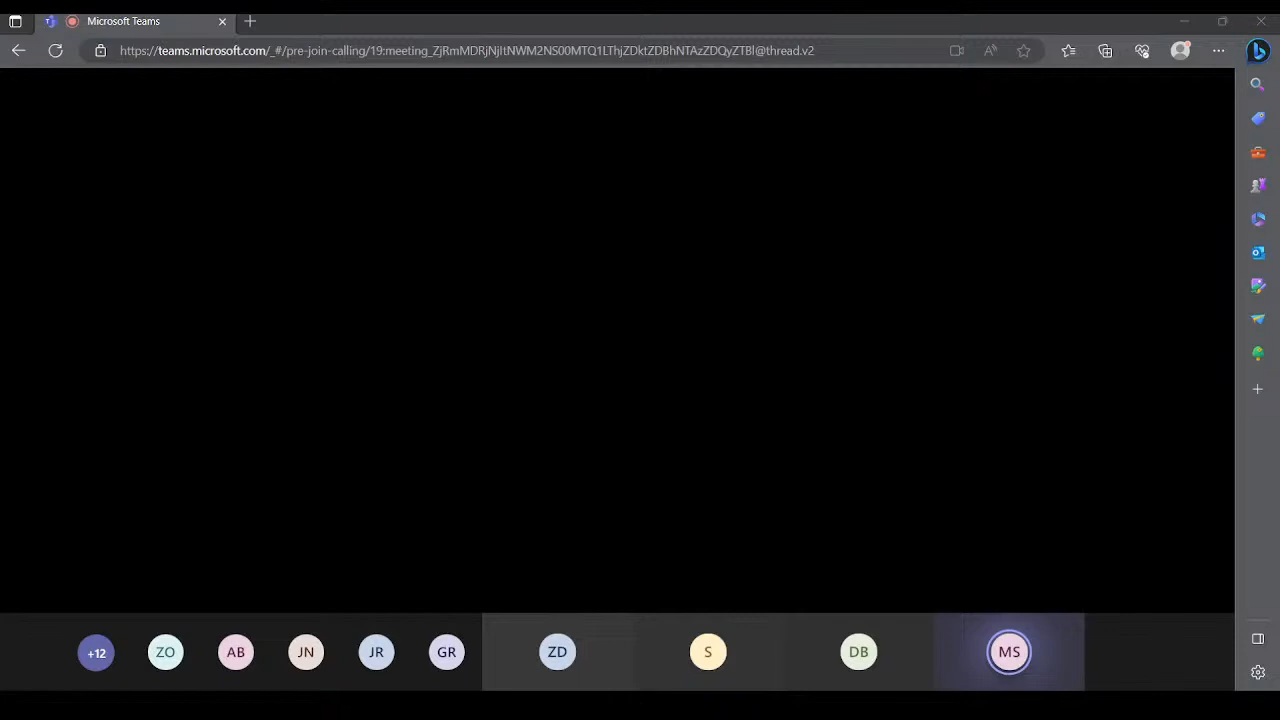 Microsoft Teams
https://teams.microsoft.com/_#/pre-join-calling/19:meeting_ZjRmMDRjNjItNWM2NS00MTQ1LThjZDktZDBhNTAzZDQyZTBl@thread.v2
+12
ZO
AB
JN
JR
GR
ZD
S
DB
MS